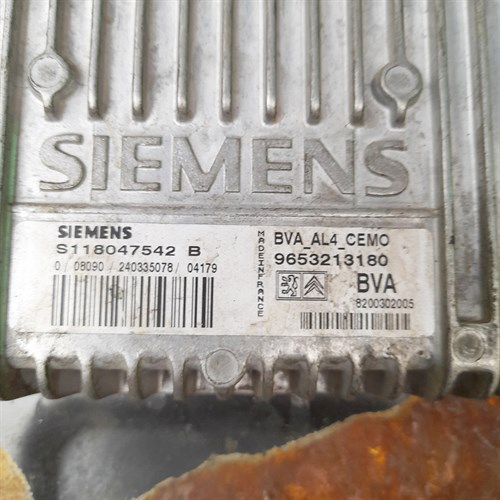 SIEMENS
SIEMENS
S118047542 B
0 / 08090 / 240335078 / 04179
MADE IN FRANCE
BVA_AL4_CEMO
9653213180
BVA
8200302005